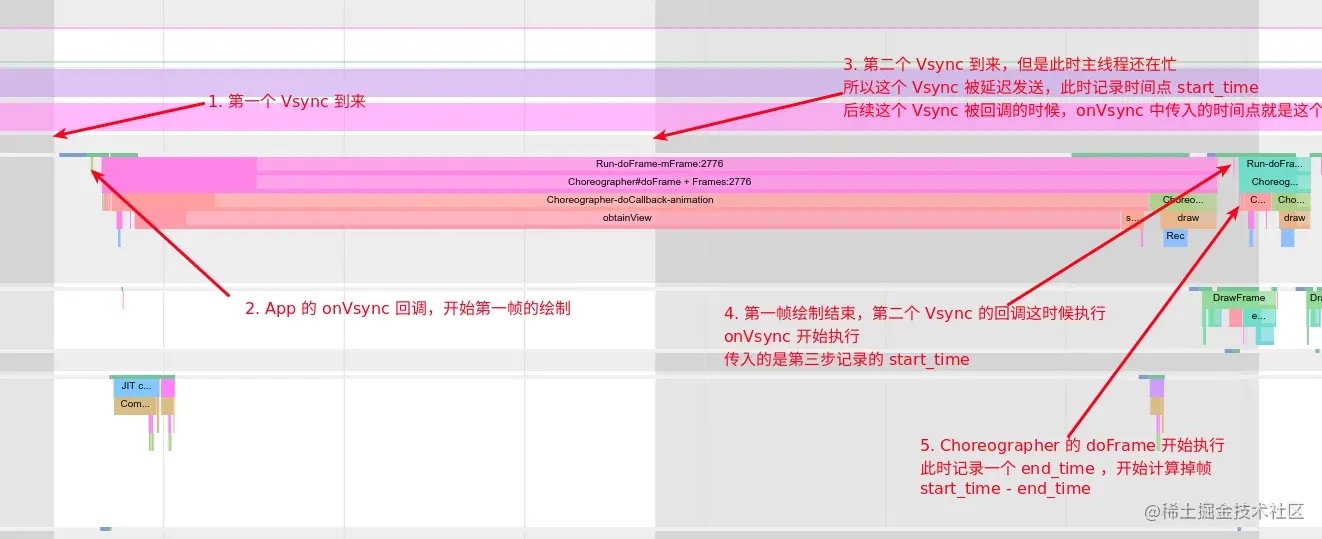 3. 第二个 Vsync 到来，但是此时主线程还在忙
所以这个 Vsync 被延迟发送，此时记录时间点 start_time
后续这个 Vsync 被回调的时候，onVsync 中传入的时间点就是这个
1. 第一个 Vsync 到来
Run-doFrame-mFrame:2776
Run-doFra...
Choreographer#doFrame + Frames:2776
Choreog...
Choreographer-doCallback-animation
Choreo...
C...
Cho...
obtainView
s...
draw
draw
Rec
2. App 的 onVsync 回调，开始第一帧的绘制
DrawFrame
Dra
e...
4. 第一帧绘制结束，第二个 Vsync 的回调这时候执行
onVsync 开始执行
传入的是第三步记录的 start_time
JIT c...
Com...
5. Choreographer 的 doFrame 开始执行
此时记录一个 end_time ，开始计算掉帧
start_time - end_time
@稀土掘金技术社区